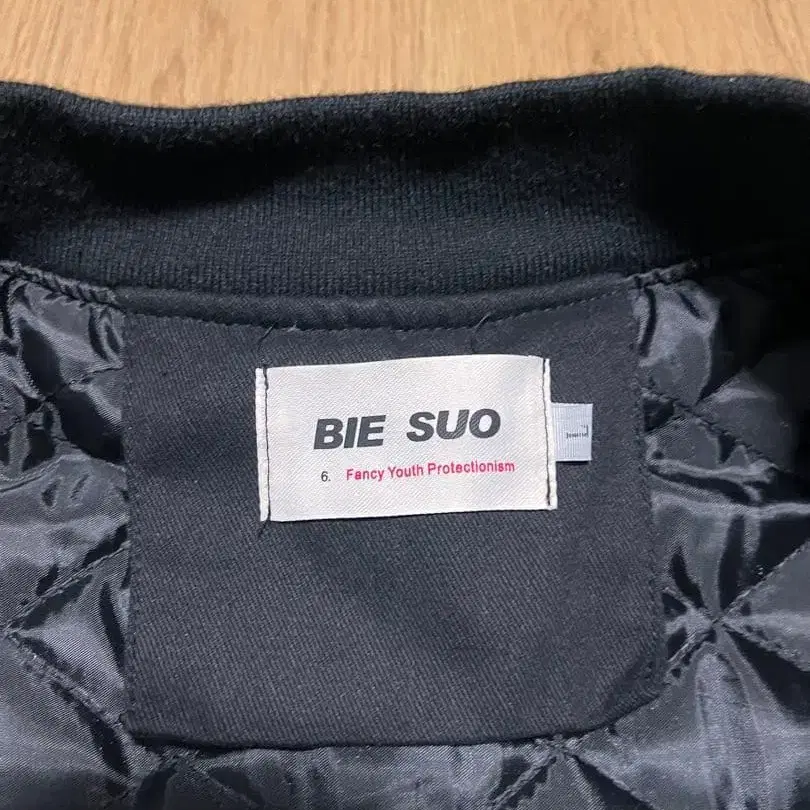 BIE SUO
6. Fancy Youth Protectionism
L